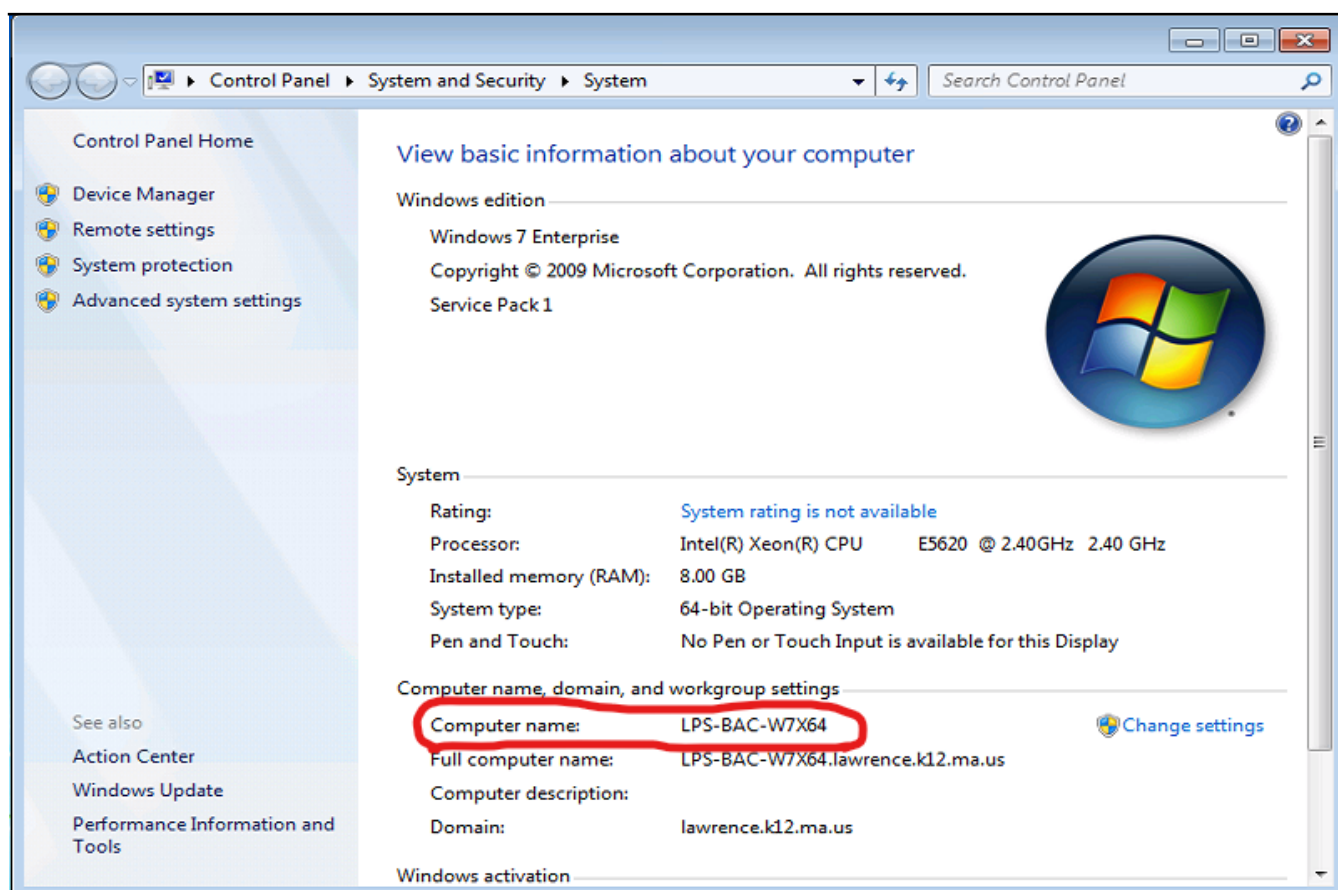 Control Panel System and Security System
Search Control Panel
Control Panel Home
Device Manager
Remote settings
System protection
Advanced system settings
See also
Action Center
Windows Update
Performance Information and
Tools
View basic information about your computer
Windows edition
Windows 7 Enterprise
Copyright © 2009 Microsoft Corporation. All rights reserved.
Service Pack 1
System
Rating: System rating is not available
Processor: Intel(R) Xeon(R) CPU E5620 @ 2.40GHz 2.40 GHz
Installed memory (RAM): 8.00 GB
System type: 64-bit Operating System
Pen and Touch: No Pen or Touch Input is available for this Display
Computer name, domain, and workgroup settings
Computer name: LPS-BAC-W7X64
Change settings
Full computer name: LPS-BAC-W7X64.lawrence.k12.ma.us
Computer description:
Domain: lawrence.k12.ma.us
Windows activation